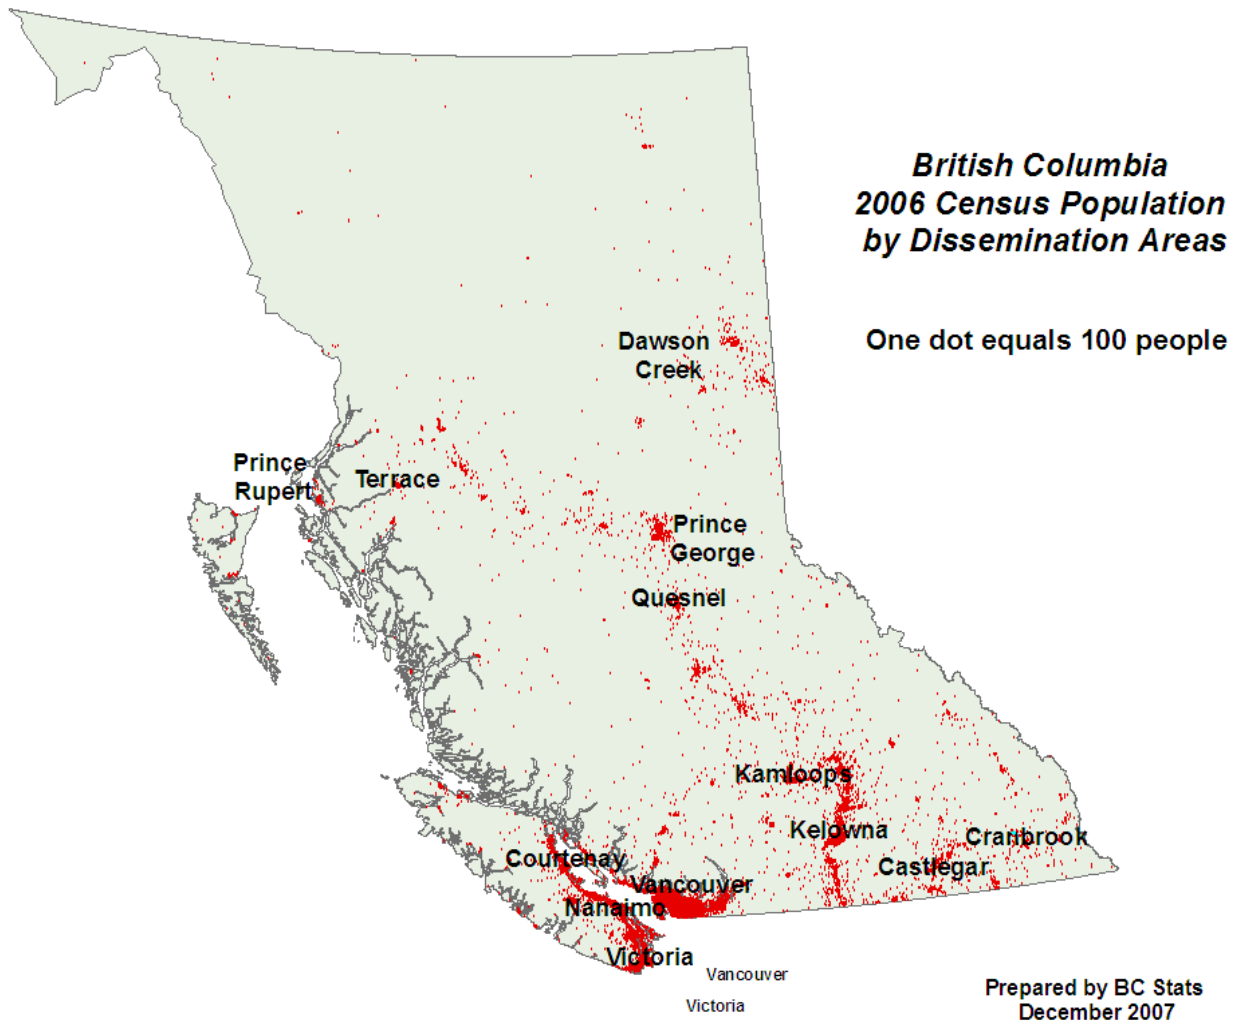 British Columbia
2006 Census Population
by Dissemination Areas
One dot equals 100 people
Dawson
Creek
Prince
Rupert
Terrace
Prince
George
Quesnel
Kamloops
Kelowna
Cranbrook
Castlegar
Courtenay
Vancouver
Nanaimo
Victoria
Vancouver
Victoria
Prepared by BC Stats
December 2007